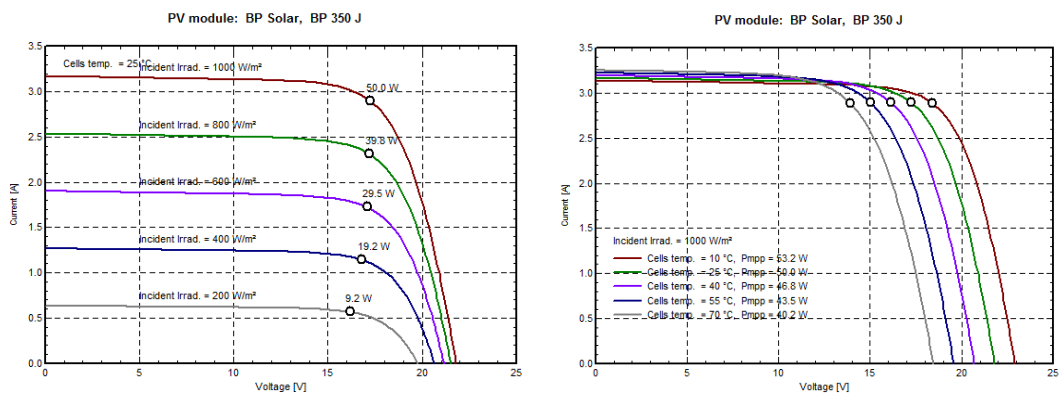 PV module: BP Solar, BP 350 J
3.5
3.0
2.5
2.0
1.5
1.0
0.5
0.0
Current [A]
Cells temp. = 25 °C
Incident Irrad. = 1000 W/m²
50.0 W
Incident Irrad. = 800 W/m²
39.8 W
Incident Irrad. = 600 W/m²
29.5 W
Incident Irrad. = 400 W/m²
19.2 W
Incident Irrad. = 200 W/m²
9.2 W
0 5 10 15 20 25
Voltage [V]
PV module: BP Solar, BP 350 J
3.5
3.0
2.5
2.0
1.5
1.0
0.5
0.0
Current [A]
Incident Irrad. = 1000 W/m²
Cells temp. = 10 °C, Pmpp = 53.2 W
Cells temp. = 25 °C, Pmpp = 50.0 W
Cells temp. = 40 °C, Pmpp = 46.8 W
Cells temp. = 55 °C, Pmpp = 43.5 W
Cells temp. = 70 °C, Pmpp = 40.2 W
0 5 10 15 20 25
Voltage [V]